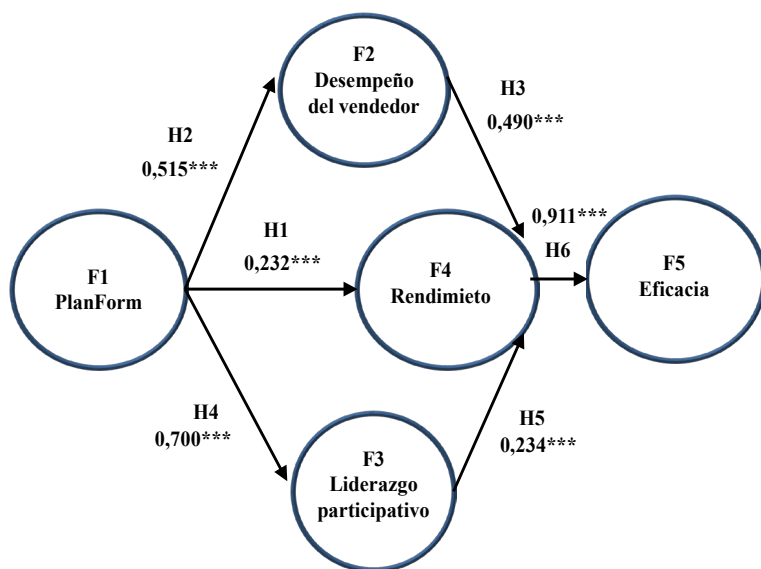 F2
Desempeño
del vendedor
H3
0,490***
H2
0,515***
0,911***
H1
0,232***
H6
F1
PlanForm
F4
Rendimieto
F5
Eficacia
H4
0,700***
H5
0,234***
F3
Liderazgo
participativo